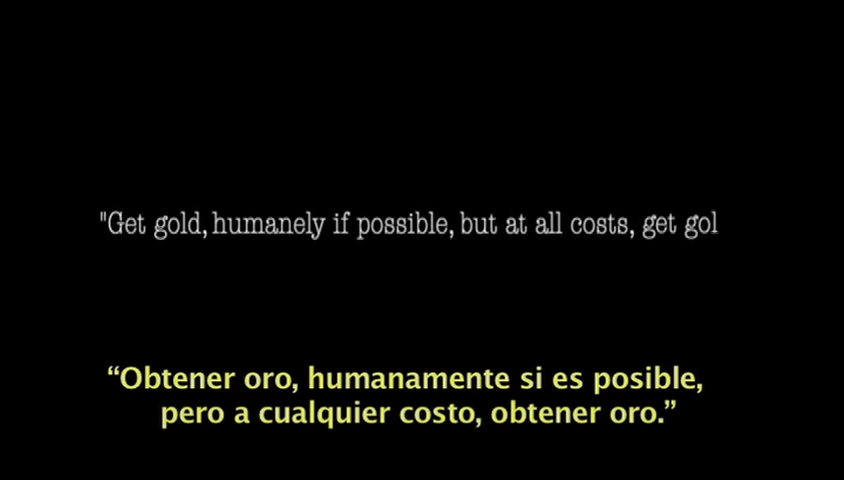 "Get gold, humanely if possible, but at all costs, get gol
“Obtener oro, humanamente si es posible,
pero a cualquier costo, obtener oro.”